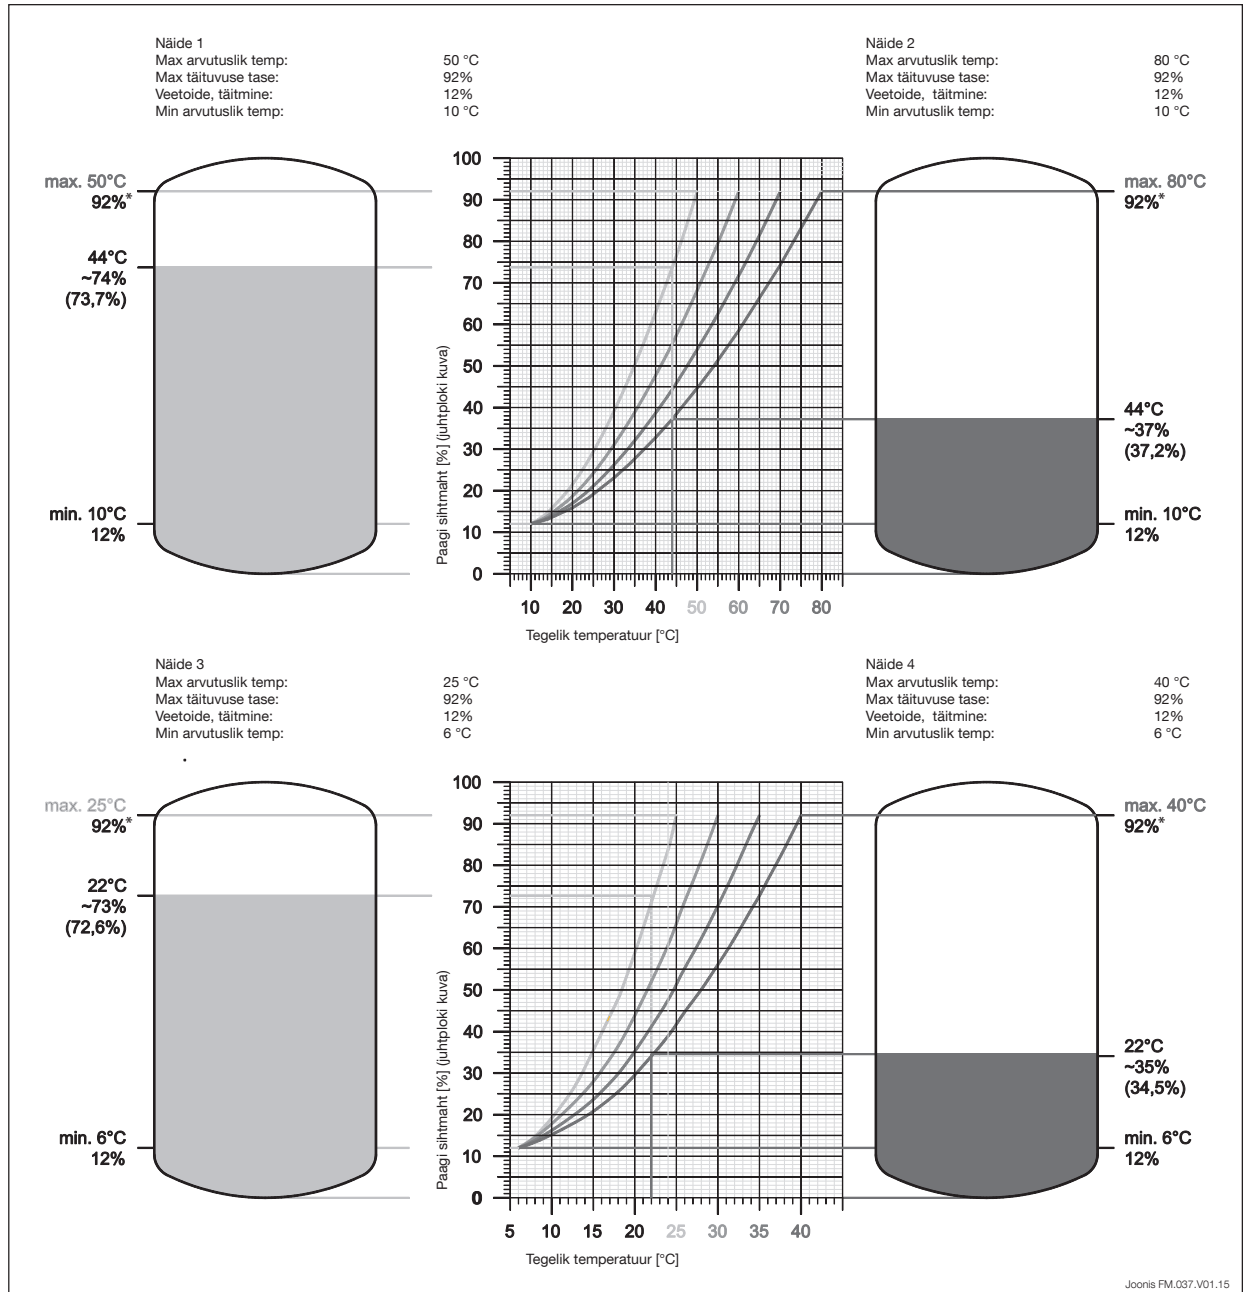 Näide 1
Max arvutuslik temp: 50 °C
Max täituvuse tase: 92%
Veetoide, täitmine: 12%
Min arvutuslik temp: 10 °C
Näide 2
Max arvutuslik temp: 80 °C
Max täituvuse tase: 92%
Veetoide, täitmine: 12%
Min arvutuslik temp: 10 °C
max. 50°C
92%*
44°C
~74%
(73,7%)
min. 10°C
12%
Paagi sihtmaht [%] (juhtploki kuva)
100
90
80
70
60
50
40
30
20
10
0
10 20 30 40 50 60 70 80
Tegelik temperatuur [°C]
max. 80°C
92%*
44°C
~37%
(37,2%)
min. 10°C
12%
Näide 3
Max arvutuslik temp: 25 °C
Max täituvuse tase: 92%
Veetoide, täitmine: 12%
Min arvutuslik temp: 6 °C
Näide 4
Max arvutuslik temp: 40 °C
Max täituvuse tase: 92%
Veetoide, täitmine: 12%
Min arvutuslik temp: 6 °C
max. 25°C
92%*
22°C
~73%
(72,6%)
min. 6°C
12%
Paagi sihtmaht [%] (juhtploki kuva)
100
90
80
70
60
50
40
30
20
10
0
5 10 15 20 25 30 35 40
Tegelik temperatuur [°C]
max. 40°C
92%*
22°C
~35%
(34,5%)
min. 6°C
12%
Joonis FM.037.V01.15